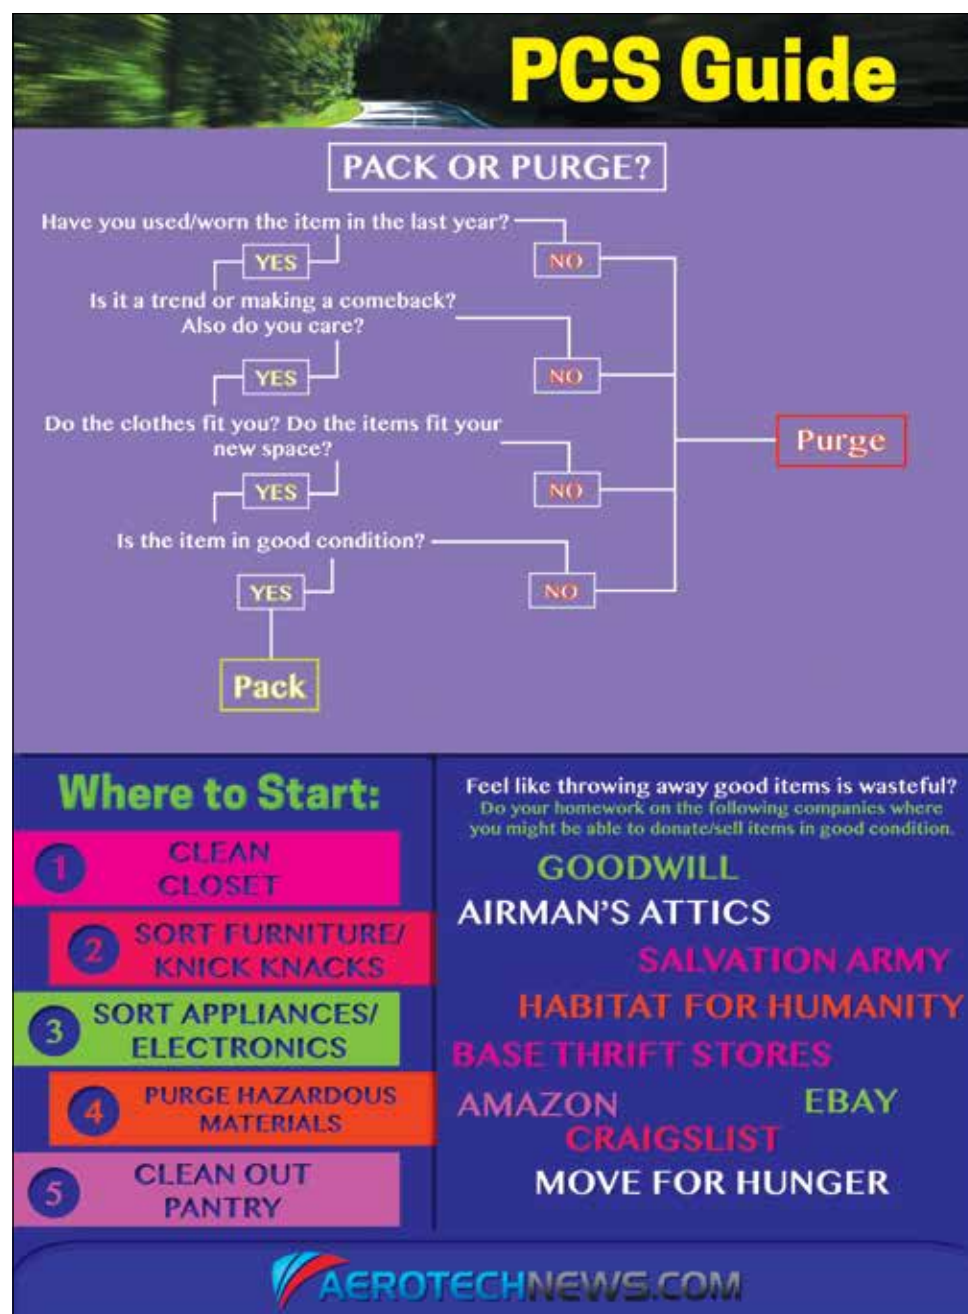 PCS Guide
PACK OR PURGE?
Have you used/worn the item in the last year?
YES
NO
Is it a trend or making a comeback?
Also do you care?
YES
NO
Do the clothes fit you? Do the items fit your
new space?
YES
NO
Purge
Is the item in good condition?
YES
NO
Pack
Where to Start:
1
CLEAN
CLOSET
2
SORT FURNITURE/
KNICK KNACKS
3
SORT APPLIANCES/
ELECTRONICS
4
PURGE HAZARDOUS
MATERIALS
5
CLEAN OUT
PANTRY
Feel like throwing away good items is wasteful?
Do your homework on the following companies where
you might be able to donate/sell items in good condition.
GOODWILL
AIRMAN'S ATTICS
SALVATION ARMY
HABITAT FOR HUMANITY
BASE THRIFT STORES
AMAZON
EBAY
CRAIGSLIST
MOVE FOR HUNGER
AEROTECHNEWS.COM